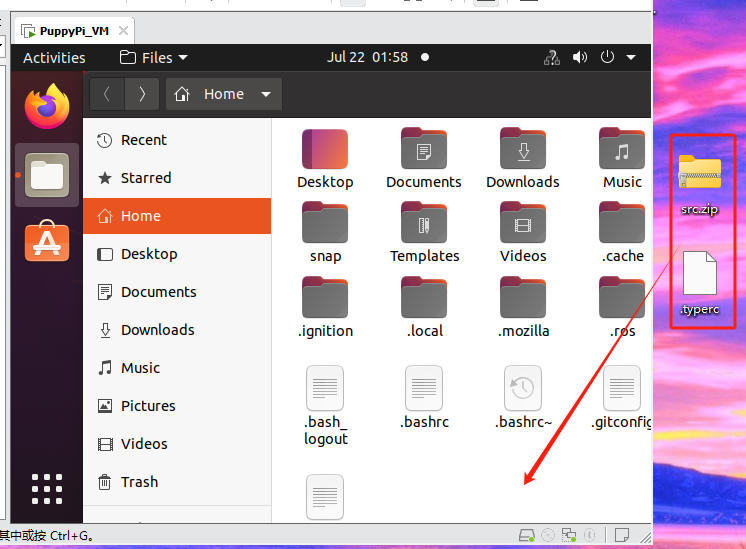 PuppyPi_VM
Activities
Files
Jul 22 01:58
Home
Recent
Starred
Home
Desktop
Documents
Downloads
Music
Pictures
Videos
Trash
Desktop
Documents
Downloads
Music
snap
Templates
Videos
.cache
.ignition
.local
.mozilla
.ros
.bash_
logout
.bashrc
.bashrc~
.gitconfig
src.zip
.typerc
其中或按 Ctrl+G。